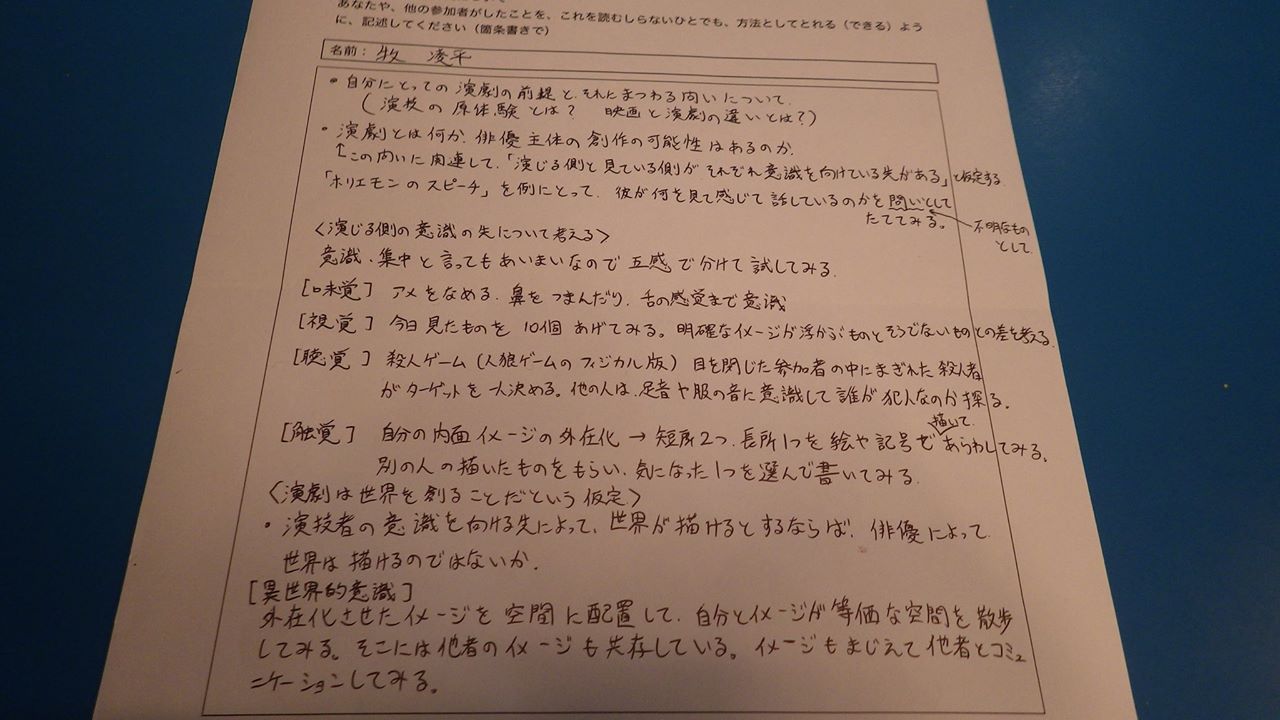 あなたや、他の参加者がしたことを、これを読むしらないひとでも、方法としてとれる（できる）よう
に、記述してください（箇条書きで）
名前： 牧 凌平
• 自分にとっての演劇の前提と、それにまつわる問いについて.
（演技の原体験とは？ 映画と演劇の違いとは？）
• 演劇とは何か. 俳優主体の創作の可能性はあるのか.
↑この問いに関連して、「演じる側と見ている側が それぞれ意識を向けている先がある」と仮定する
「ホリエモンのスピーチ」を例にとって、彼が何を見て感じて話しているのかを問いとして
たててみる。 ← 不明なもの
として.
〈演じる側の意識の先について考える〉
意識、集中と言ってもあいまいなので 五感で分けて試してみる.
[味覚] アメをなめる. 鼻をつまんだり、舌の感覚まで意識
[視覚] 今日見たものを 10個あげてみる。明確なイメージが浮かぶものとそうでないものとの差を考える.
[聴覚] 殺人ゲーム（人狼ゲームのフィジカル版）目を閉じた参加者の中にまぎれた殺人者
がターゲットを一人決める。他の人は、足音や服の音に意識して誰が犯人なのか探る。
描いて.
[触覚] 自分の内面イメージの外在化 → 短所2つ、長所1つを絵や記号で あらわしてみる。
別の人の描いたものをもらい、気になった1つを選んで書いてみる.
〈演劇は世界を創ることだという仮定.〉
• 演技者の意識を向ける先によって、世界が描けるとするならば、俳優によって
世界は描けるのではないか.
[異世界的意識]
外在化させたイメージを空間に配置して、自分とイメージが等価な空間を散歩
してみる。そこには他者のイメージも共存している。イメージもまじえて他者とコミュ
ニケーションしてみる。